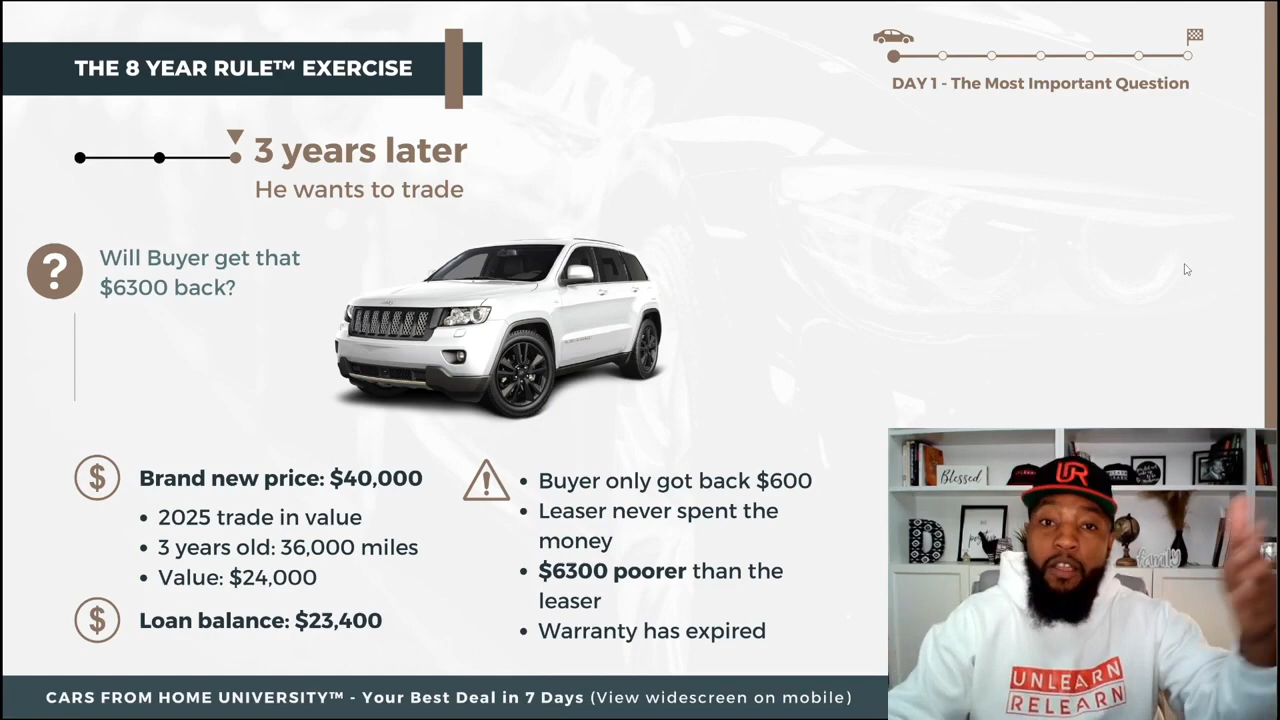 THE 8 YEAR RULE™ EXERCISE
DAY 1 - The Most Important Question
3 years later
He wants to trade
?
Will Buyer get that
$6300 back?
$
Brand new price: $40,000
• 2025 trade in value
• 3 years old: 36,000 miles
• Value: $24,000
$
Loan balance: $23,400
!
• Buyer only got back $600
• Leaser never spent the
money
• $6300 poorer than the
leaser
• Warranty has expired
Blessed
UR
D
family
UNLEARN
RELEARN
CARS FROM HOME UNIVERSITY™ - Your Best Deal in 7 Days (View widescreen on mobile)